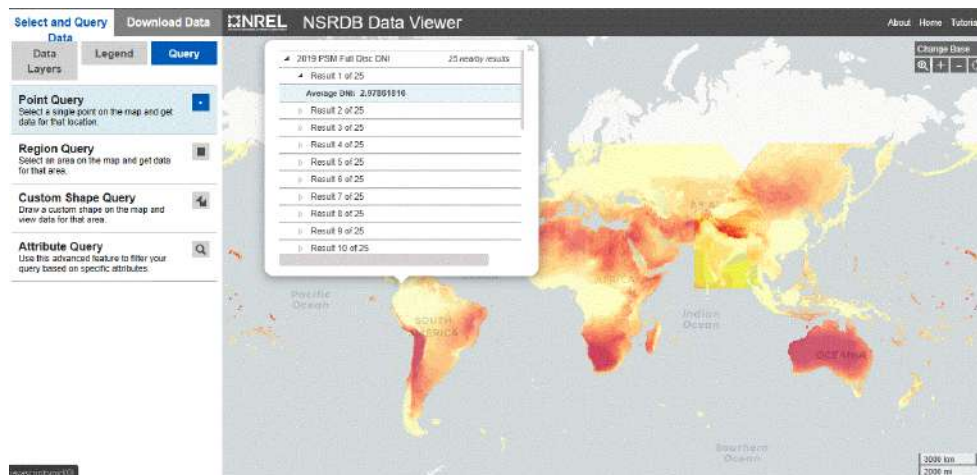 Select and Query Data
Download Data
NREL NSRDB Data Viewer
About Home Tutorial
Data Layers
Legend
Query
Point Query
Select a single point on the map and get
data for that location.
Region Query
Select an area on the map and get data
for that area.
Custom Shape Query
Draw a custom shape on the map and
view data for that area.
Attribute Query
Use this advanced feature to filter your
query based on specific attributes.
2019 PSM Full Disc DNI 25 nearby results
Result 1 of 25
Average DNI: 2.97861816
Result 2 of 25
Result 3 of 25
Result 4 of 25
Result 5 of 25
Result 6 of 25
Result 7 of 25
Result 8 of 25
Result 9 of 25
Result 10 of 25
Change Base
ASIA
AFRICA
Pacific
Ocean
SOUTH
AMERICA
Indian
Ocean
OCEANIA
Southern
Ocean
3000 km
2000 mi